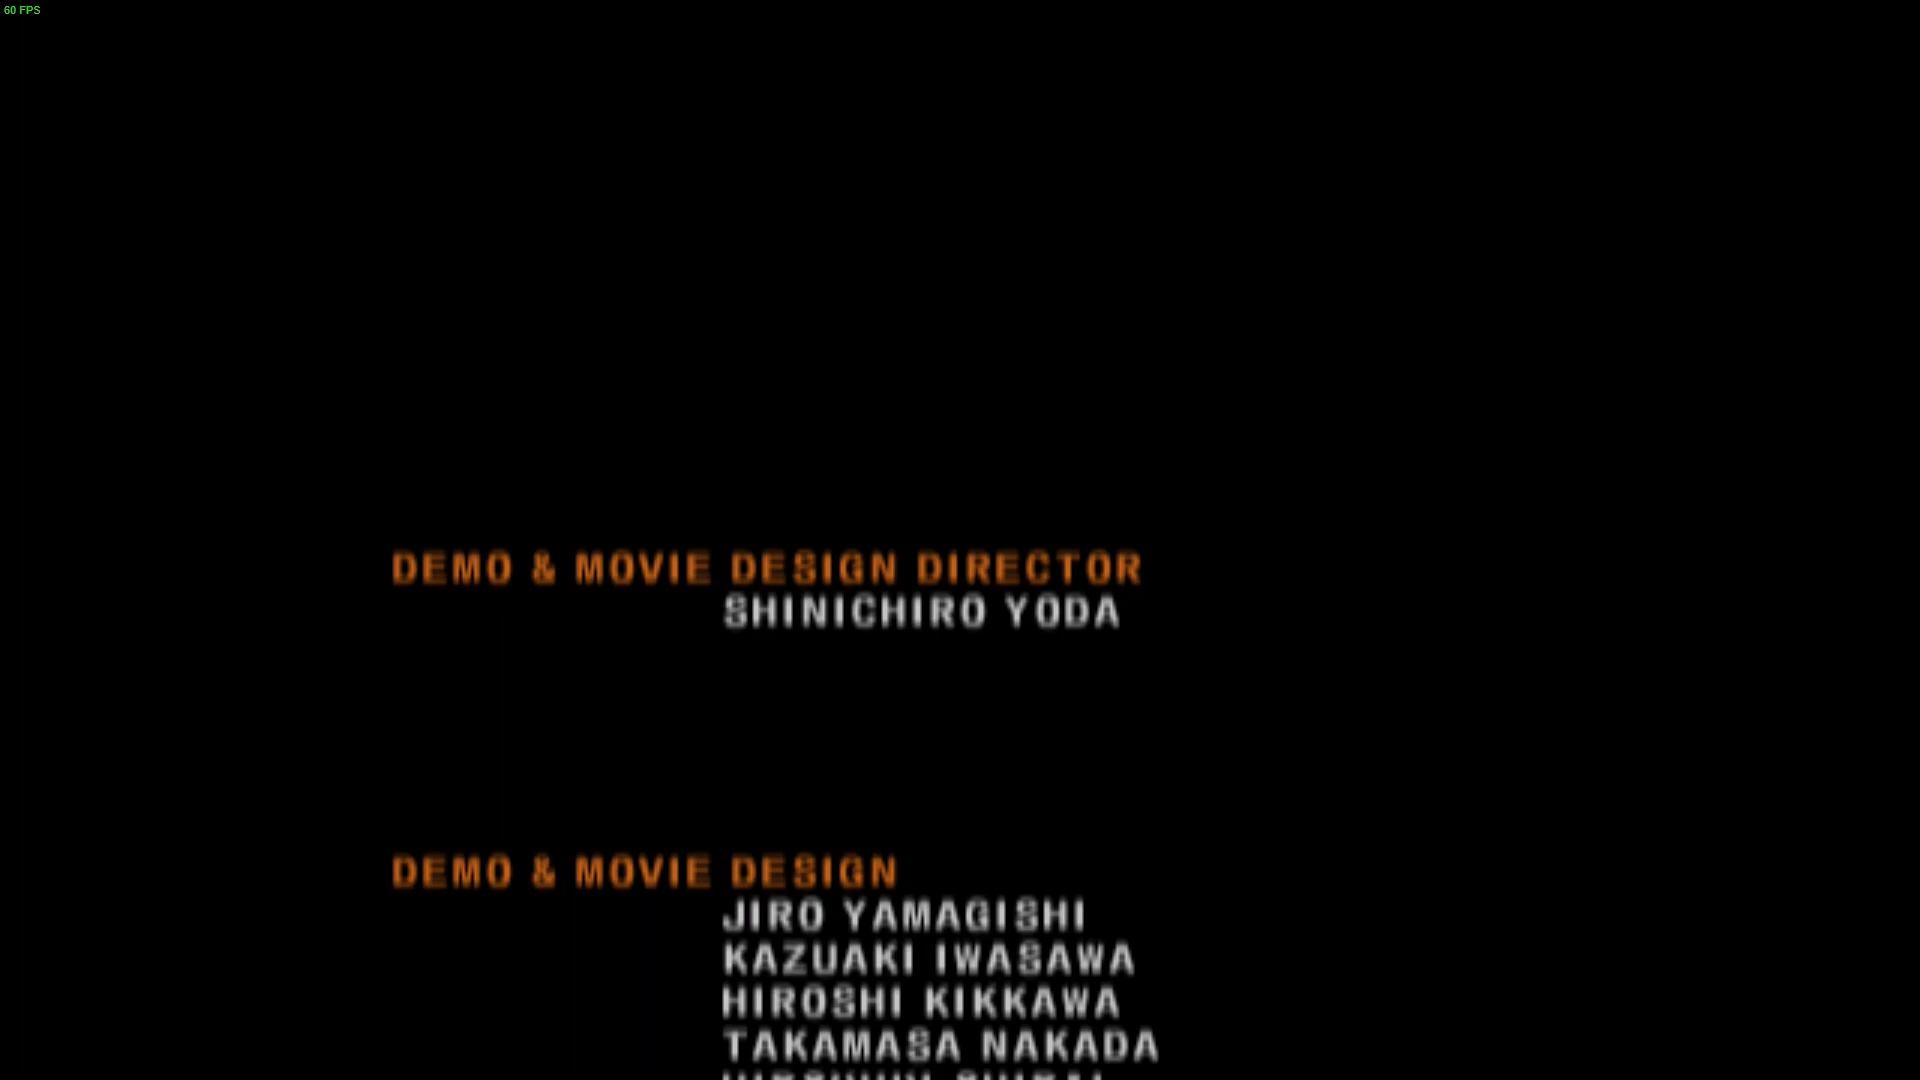 60 FPS
DEMO & MOVIE DESIGN DIRECTOR
SHINICHIRO YODA
DEMO & MOVIE DESIGN
JIRO YAMAGISHI
KAZUAKI IWASAWA
HIROSHI KIKKAWA
TAKAMASA NAKADA